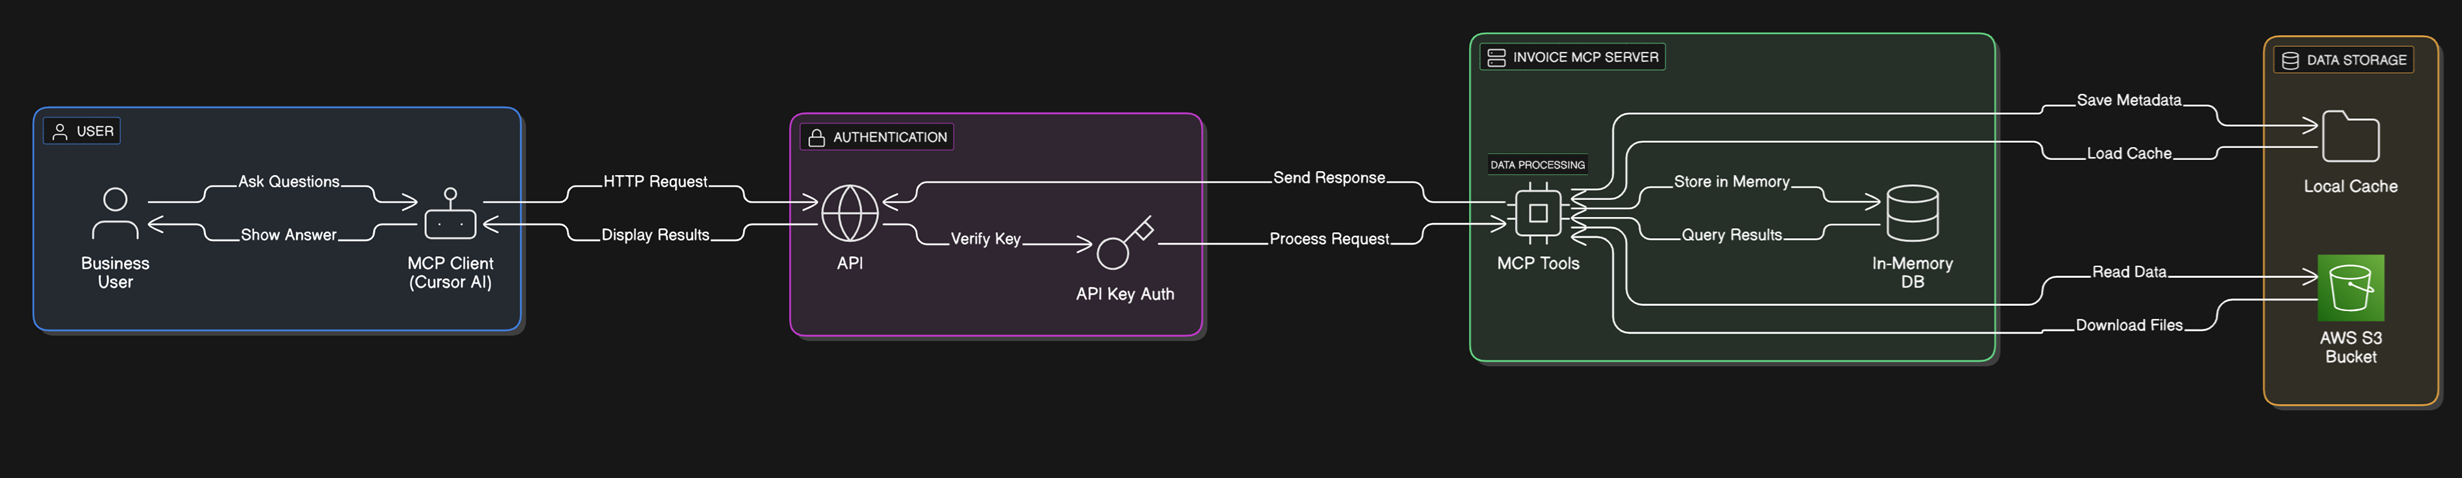 USER
Ask Questions
Show Answer
Business
User
MCP Client
(Cursor AI)
HTTP Request
Display Results
AUTHENTICATION
API
Verify Key
API Key Auth
Send Response
Process Request
INVOICE MCP SERVER
DATA PROCESSING
MCP Tools
Store in Memory
Query Results
In-Memory
DB
Save Metadata
Load Cache
Read Data
Download Files
DATA STORAGE
Local Cache
AWS S3
Bucket